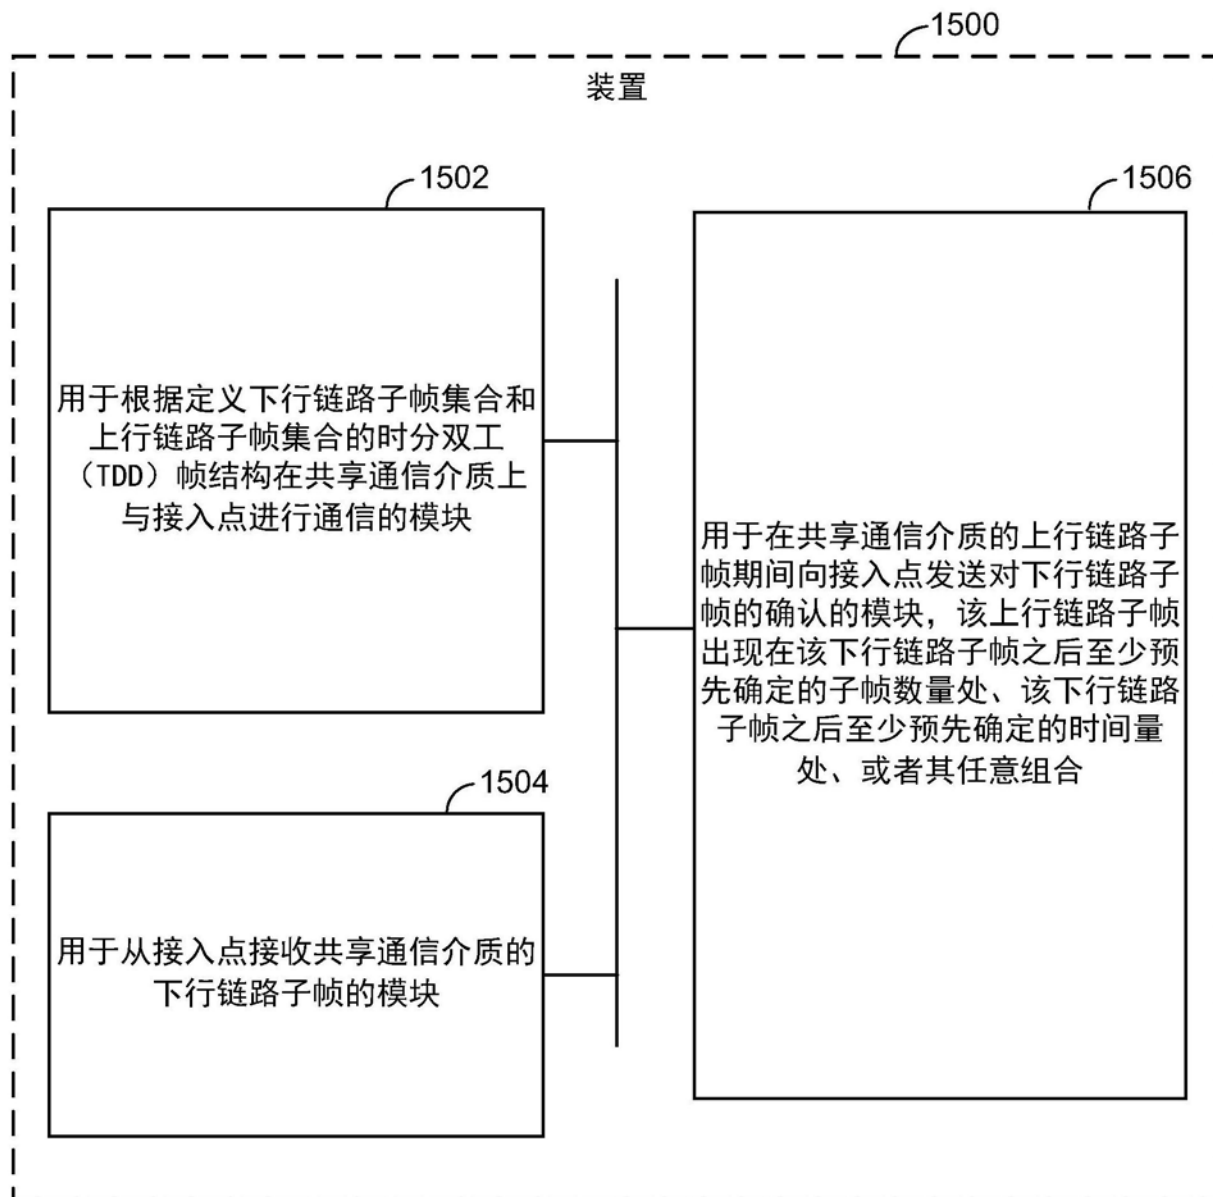 1500
装置
1502
用于根据定义下行链路子帧集合和
上行链路子帧集合的时分双工
（TDD）帧结构在共享通信介质上
与接入点进行通信的模块
1504
用于从接入点接收共享通信介质的
下行链路子帧的模块
1506
用于在共享通信介质的上行链路子
帧期间向接入点发送对下行链路子
帧的确认的模块，该上行链路子帧
出现在该下行链路子帧之后至少预
先确定的子帧数量处、该下行链路
子帧之后至少预先确定的时间量
处、或者其任意组合